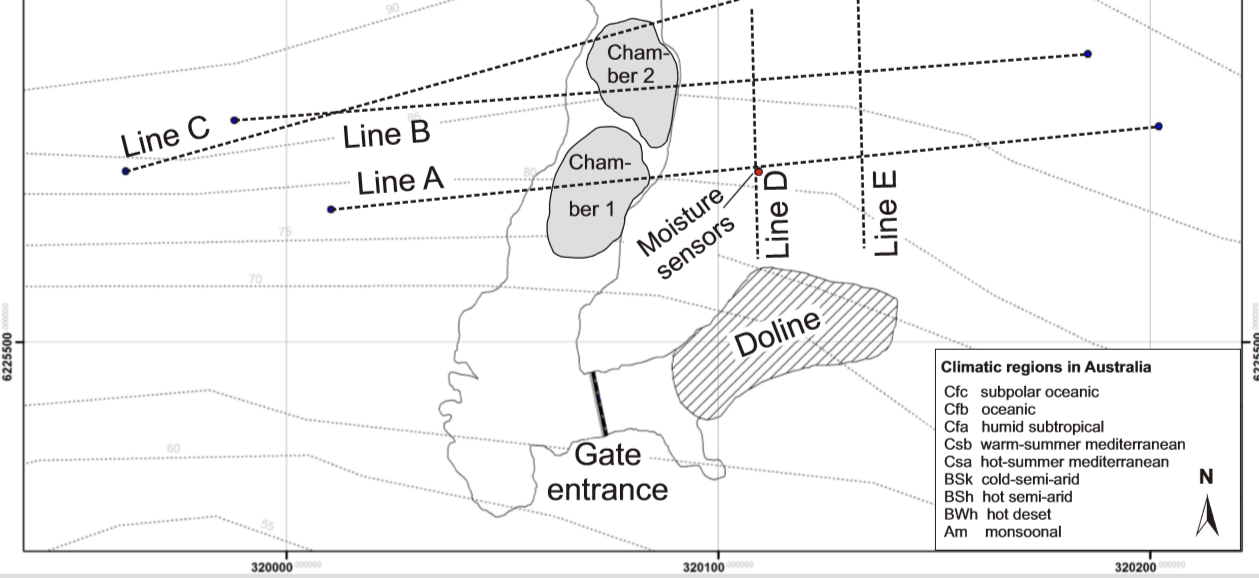 90
Cham-
ber 2
85
Line C
Line B
Cham-
ber 1
80
Line A
Moisture
sensors
Line D
Line E
75
70
Doline
6225500
6225500
Climatic regions in Australia
Cfc subpolar oceanic
Cfb oceanic
Cfa humid subtropical
Csb warm-summer mediterranean
Csa hot-summer mediterranean
BSk cold-semi-arid
BSh hot semi-arid
BWh hot deset
Am monsoonal
N
60
Gate
entrance
55
320000.000000
320100.000000
320200.000000